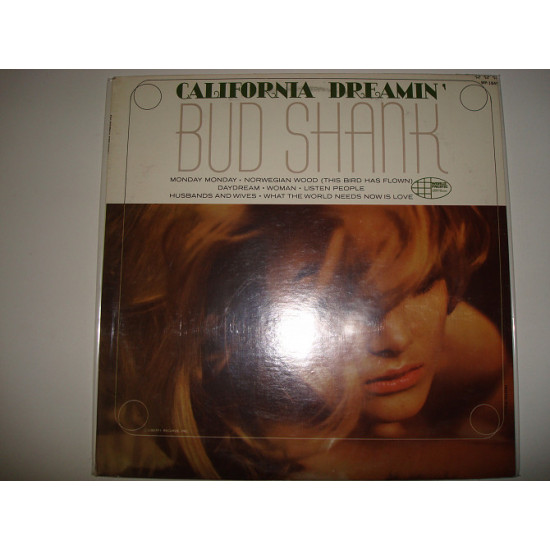 CALIFORNIA DREAMIN'
BUD SHANK
MONDAY MONDAY • NORWEGIAN WOOD (THIS BIRD HAS FLOWN)
DAYDREAM • WOMAN • LISTEN PEOPLE
HUSBANDS AND WIVES • WHAT THE WORLD NEEDS NOW IS LOVE